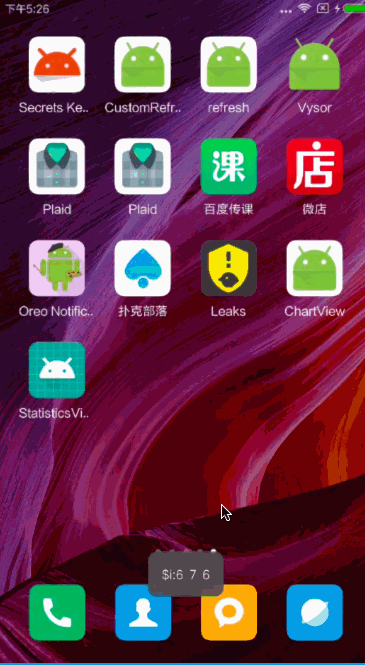 下午5:26
Secrets Ke..
CustomRefr..
refresh
Vysor
课
店
Plaid
Plaid
百度传课
微店
Oreo Notific..
扑克部落
Leaks
ChartView
StatisticsVi..
$i:6 7 6